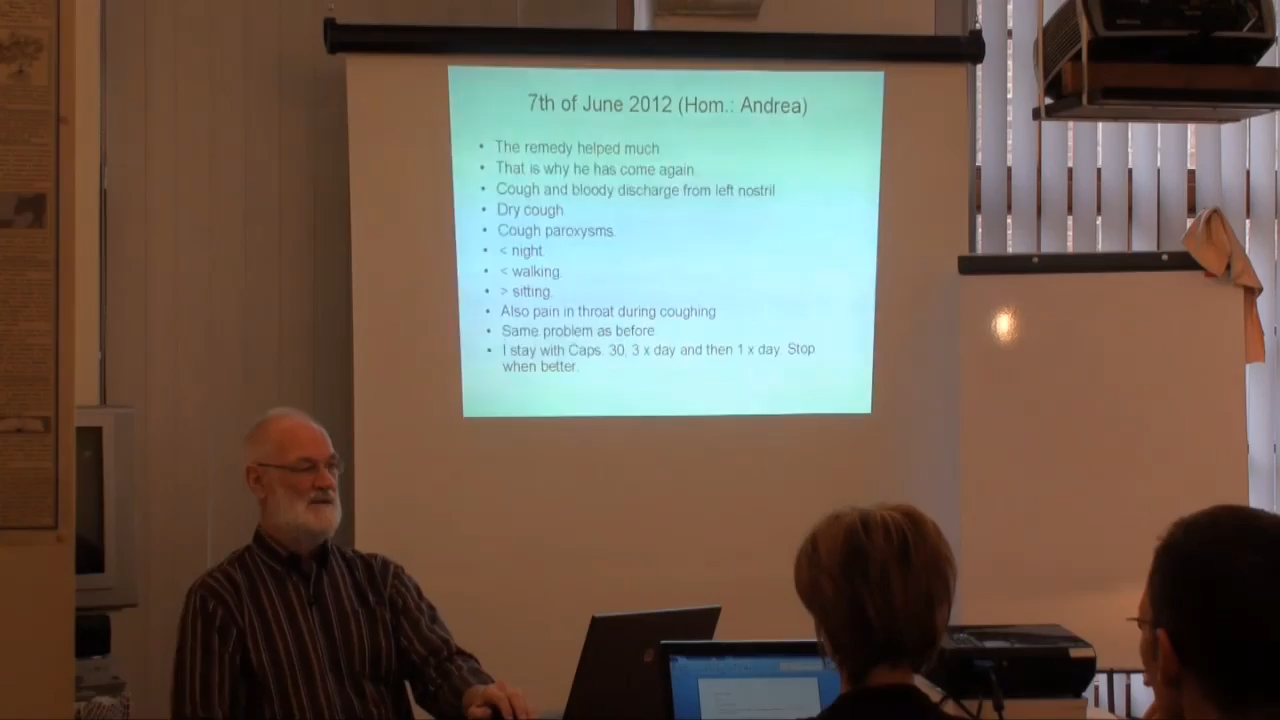 7th of June 2012 (Hom.: Andrea)
• The remedy helped much
• That is why he has come again
• Cough and bloody discharge from left nostril
• Dry cough
• Cough paroxysms.
• < night.
• < walking.
• > sitting.
• Also pain in throat during coughing
• Same problem as before
• I stay with Caps. 30, 3 x day and then 1 x day. Stop
when better.